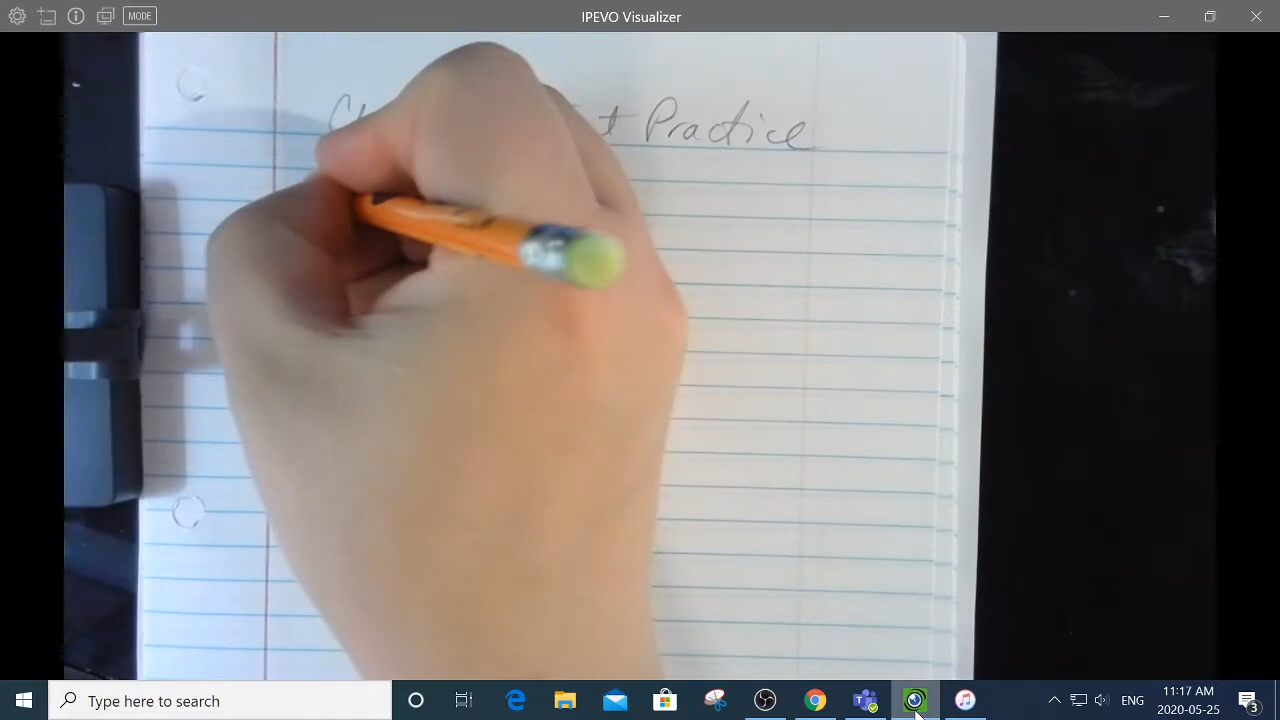 MODE
IPEVO Visualizer
Practice
Type here to search
ENG
11:17 AM
2020-05-25
3